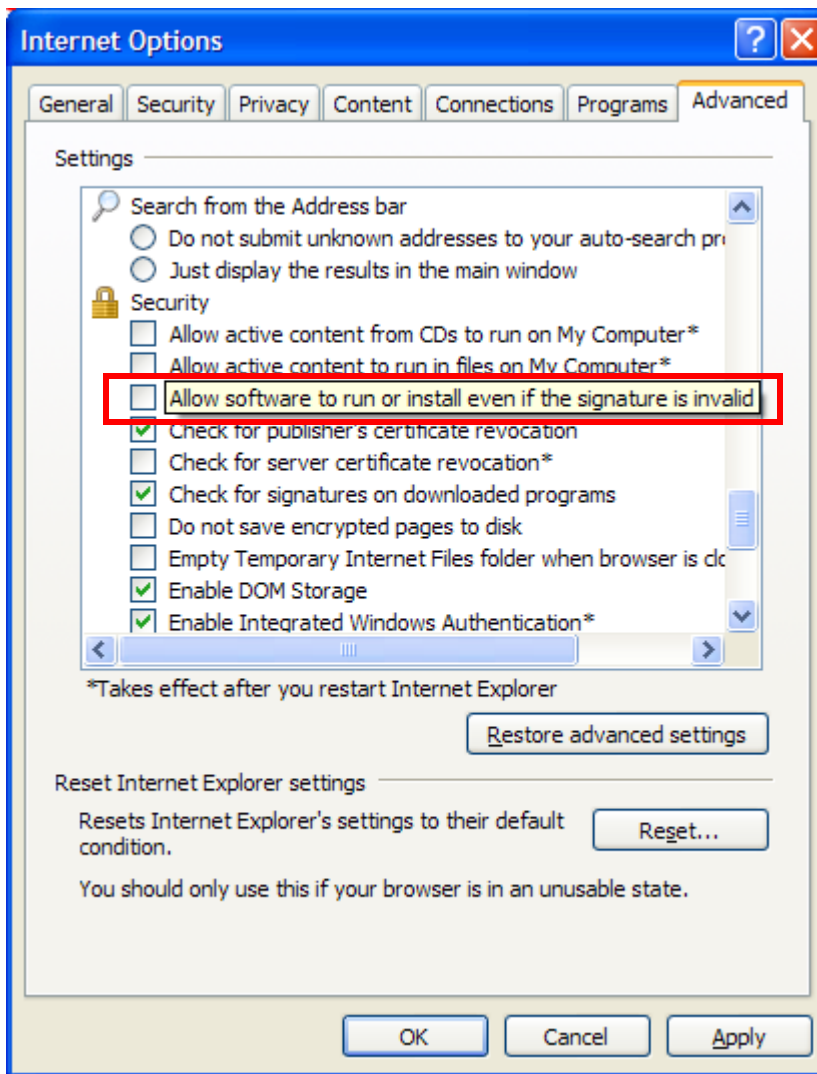 Internet Options
General Security Privacy Content Connections Programs Advanced
Settings
Search from the Address bar
Do not submit unknown addresses to your auto-search
Just display the results in the main window
Security
Allow active content from CDs to run on My Computer*
Allow active content to run in files on My Computer*
Allow software to run or install even if the signature is invalid
Check for publisher's certificate revocation
Check for server certificate revocation*
Check for signatures on downloaded programs
Do not save encrypted pages to disk
Empty Temporary Internet Files folder when browser is
Enable DOM Storage
Enable Integrated Windows Authentication*
*Takes effect after you restart Internet Explorer
Restore advanced settings
Reset Internet Explorer settings
Resets Internet Explorer's settings to their default
condition.
Reset...
You should only use this if your browser is in an unusable state.
OK Cancel Apply